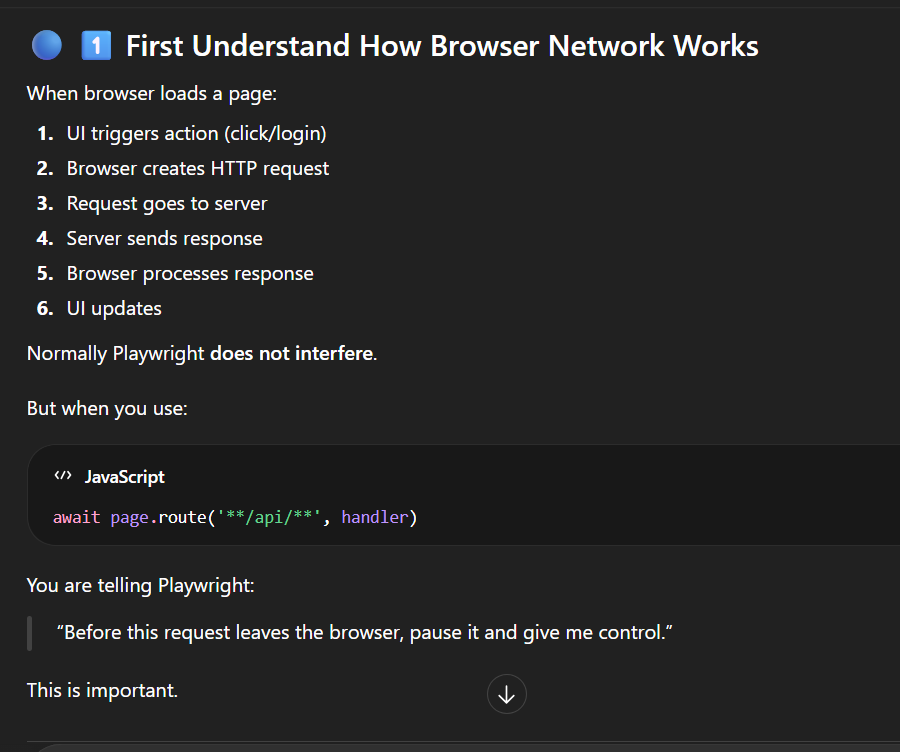 1 First Understand How Browser Network Works
When browser loads a page:
1. UI triggers action (click/login)
2. Browser creates HTTP request
3. Request goes to server
4. Server sends response
5. Browser processes response
6. UI updates
Normally Playwright does not interfere.
But when you use:
</> JavaScript
await page.route('**/api/**', handler)
You are telling Playwright:
“Before this request leaves the browser, pause it and give me control.”
This is important.